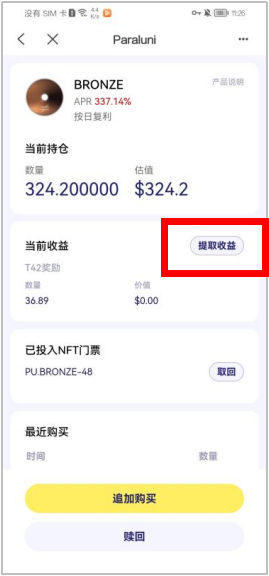 没有 SIM 卡 4.4 K/s 11:26
Paraluni
BRONZE
产品说明
APR 337.14%
按日复利
当前持仓
数量 估值
324.200000 $324.2
当前收益 提取收益
T42奖励
数量 价值
36.89 $0.00
已投入NFT门票
PU.BRONZE-48 取回
最近购买
时间 数量
追加购买
赎回